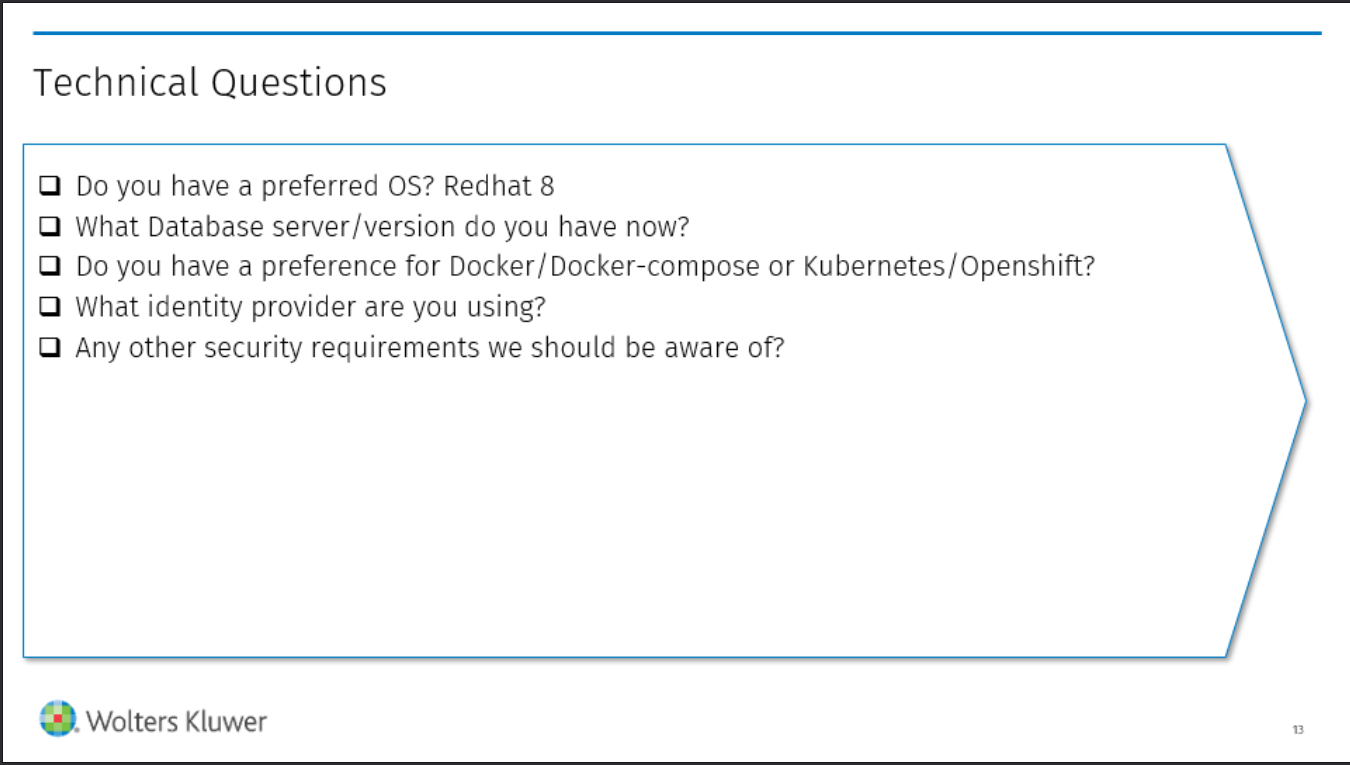 Technical Questions
Do you have a preferred OS? Redhat 8
What Database server/version do you have now?
Do you have a preference for Docker/Docker-compose or Kubernetes/Openshift?
What identity provider are you using?
Any other security requirements we should be aware of?
Wolters Kluwer
13